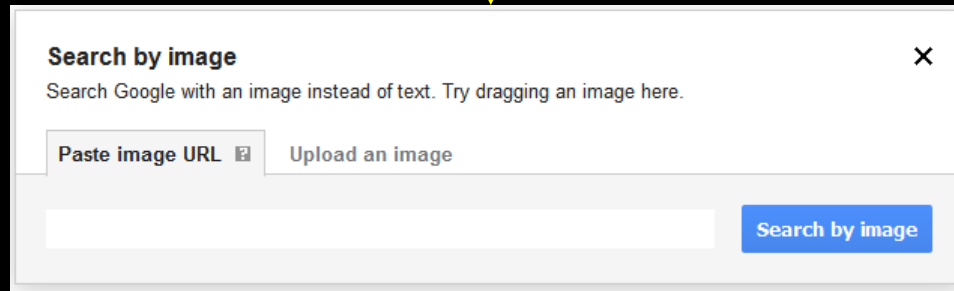 Search by image
Search Google with an image instead of text. Try dragging an image here.
Paste image URL ?
Upload an image
Search by image